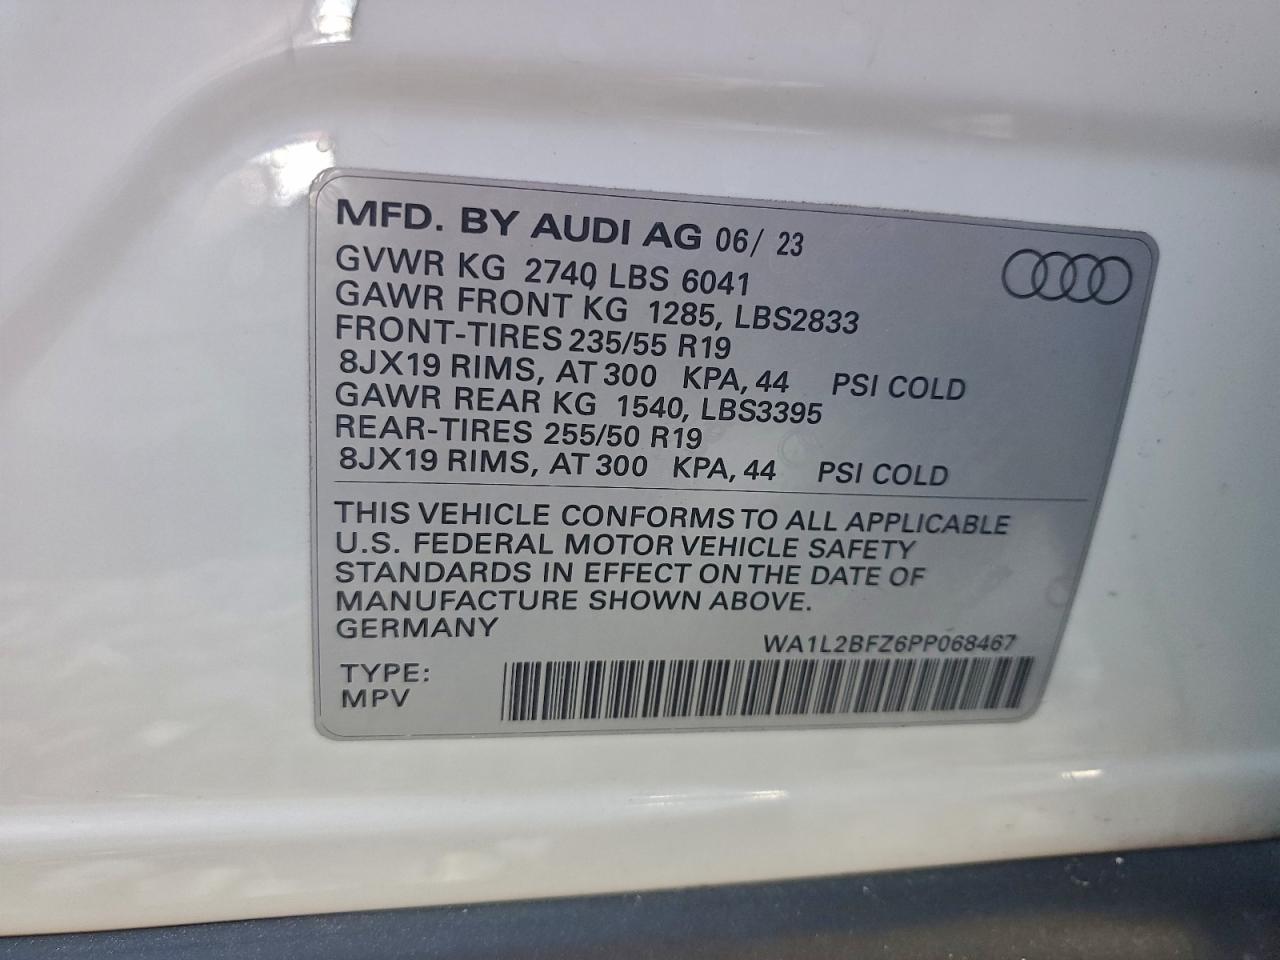 MFD. BY AUDI AG 06/ 23
GVWR KG 2740 LBS 6041
GAWR FRONT KG 1285, LBS2833
FRONT-TIRES 235/55 R19
8JX19 RIMS, AT 300 KPA, 44 PSI COLD
GAWR REAR KG 1540, LBS3395
REAR-TIRES 255/50 R19
8JX19 RIMS, AT 300 KPA, 44 PSI COLD
THIS VEHICLE CONFORMS TO ALL APPLICABLE
U.S. FEDERAL MOTOR VEHICLE SAFETY
STANDARDS IN EFFECT ON THE DATE OF
MANUFACTURE SHOWN ABOVE.
GERMANY
WA1L2BFZ6PP068467
TYPE:
MPV